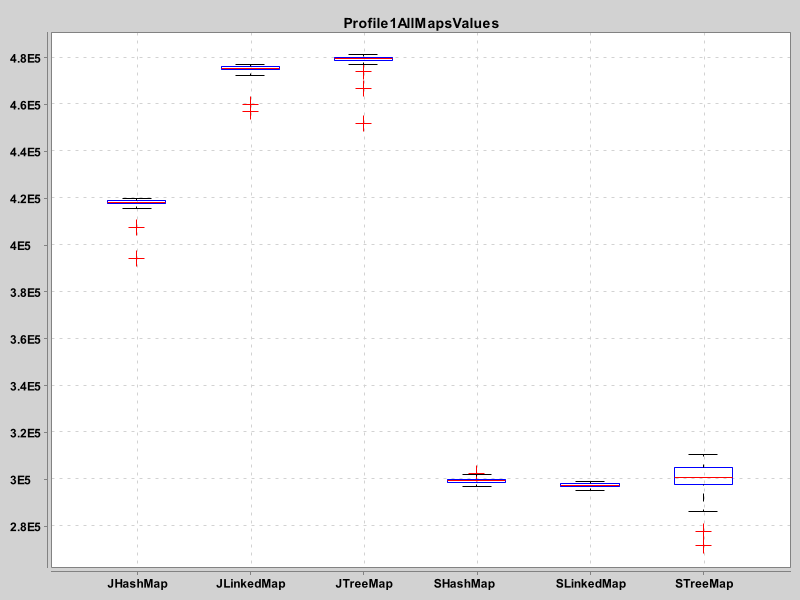 Profile1AllMapsValues
4.8E5
4.6E5
4.4E5
4.2E5
4E5
3.8E5
3.6E5
3.4E5
3.2E5
3E5
2.8E5
JHashMap JLinkedMap JTreeMap SHashMap SLinkedMap STreeMap